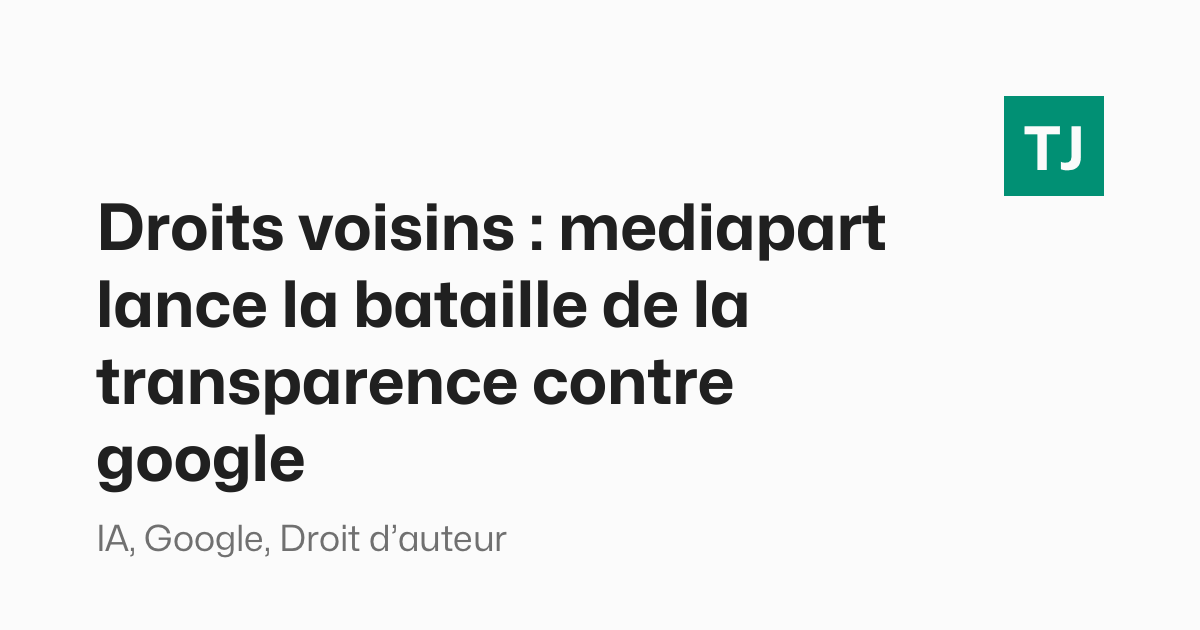 TJ
Droits voisins : mediapart
lance la bataille de la
transparence contre
google
IA, Google, Droit d’auteur